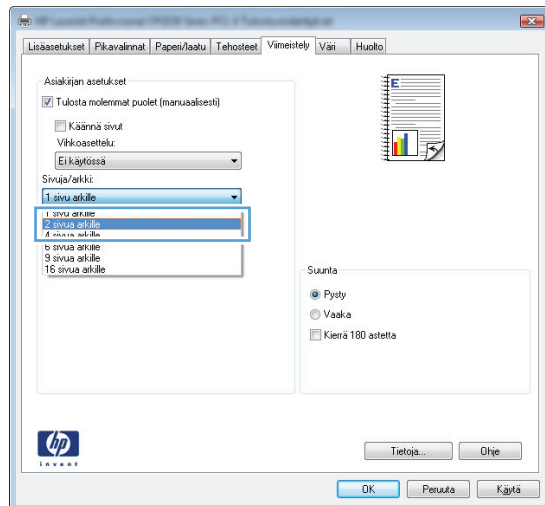 Lisäasetukset Pikavalinnat Paperi/laatu Tehosteet Viimeistely Väri Huolto
Asiakirjan asetukset
Tulosta molemmat puolet (manuaalisesti)
Käännä sivut
Vihkoasettelu:
Ei käytössä
Sivuja/arkki:
1 sivu arkille
1 sivu arkille
2 sivua arkille
4 sivua arkille
6 sivua arkille
9 sivua arkille
16 sivua arkille
E
Suunta
Pysty
Vaaka
Kierrä 180 astetta
hp
invent
Tietoja... Ohje
OK Peruuta Käytä